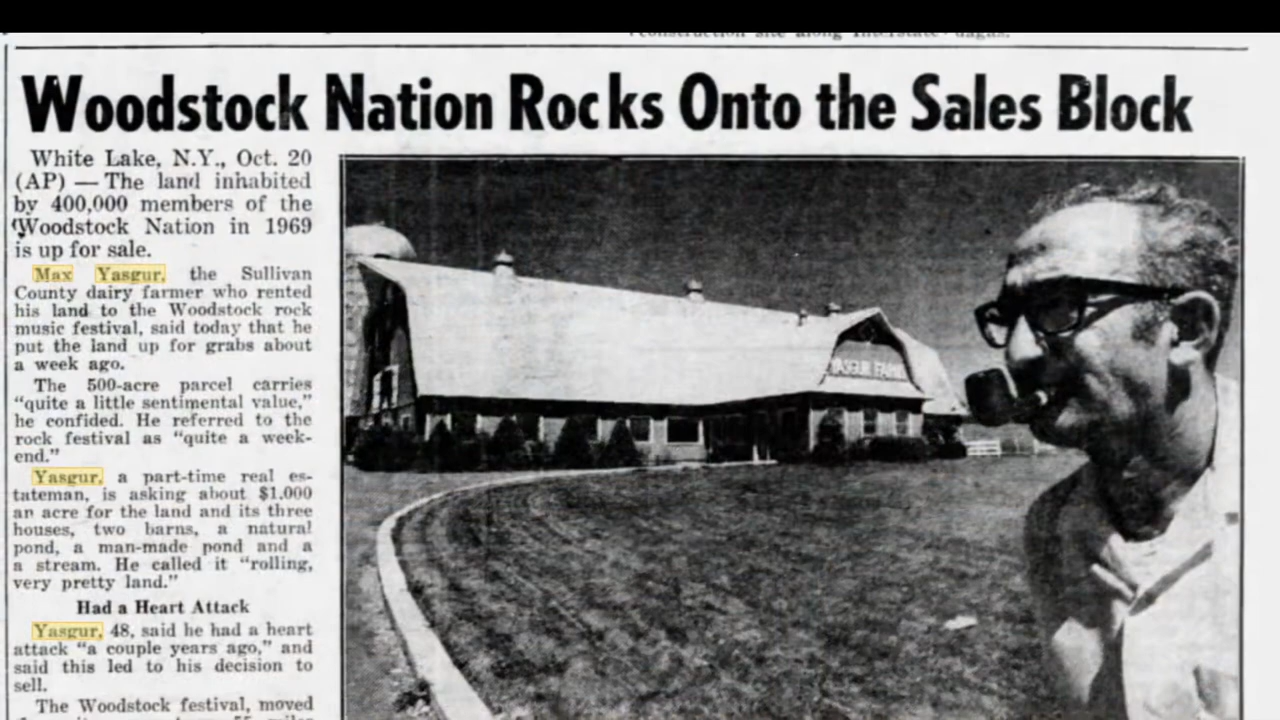 Woodstock Nation Rocks Onto the Sales Block
White Lake, N.Y., Oct. 20
(AP) — The land inhabited
by 400,000 members of the
Woodstock Nation in 1969
is up for sale.
Max Yasgur, the Sullivan
County dairy farmer who rented
his land to the Woodstock rock
music festival, said today that he
put the land up for grabs about
a week ago.
The 500-acre parcel carries
“quite a little sentimental value,”
he confided. He referred to the
rock festival as “quite a week-
end.”
Yasgur, a part-time real es-
tateman, is asking about $1,000
an acre for the land and its three
houses, two barns, a natural
pond, a man-made pond and a
a stream. He called it “rolling,
very pretty land.”
Had a Heart Attack
Yasgur, 48, said he had a heart
attack “a couple years ago,” and
said this led to his decision to
sell.
The Woodstock festival, moved
YASGUR FARMS